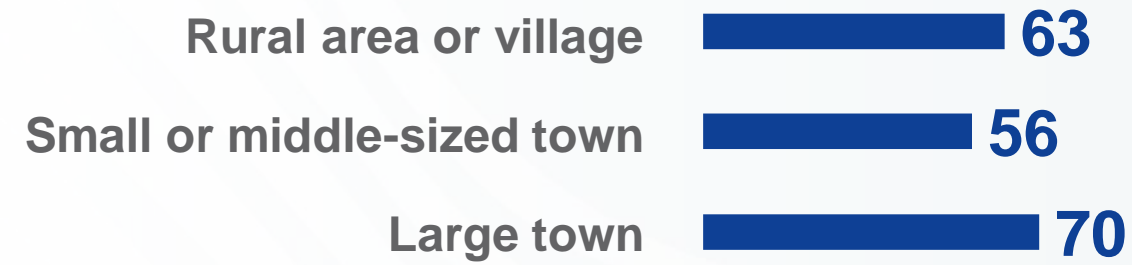 Rural area or village 63
Small or middle-sized town 56
Large town 70